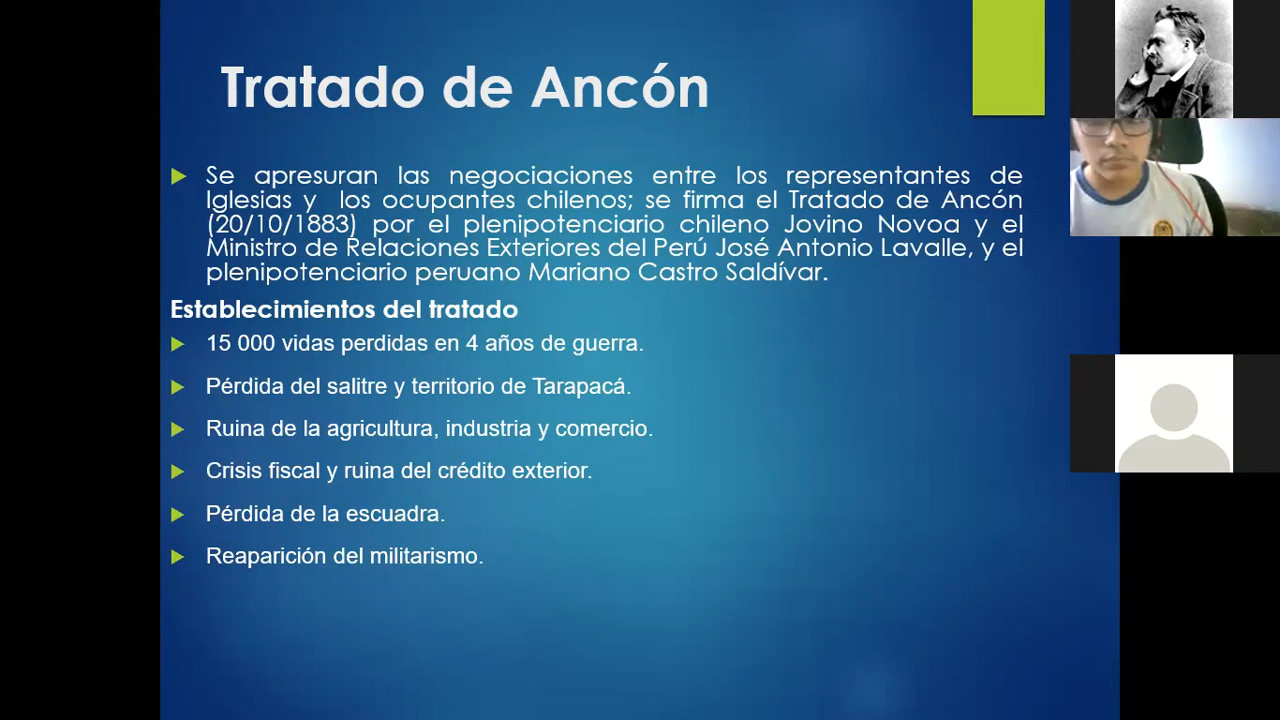 Tratado de Ancón
Se apresuran las negociaciones entre los representantes de
Iglesias y los ocupantes chilenos; se firma el Tratado de Ancón
(20/10/1883) por el plenipotenciario chileno Jovino Novoa y el
Ministro de Relaciones Exteriores del Perú José Antonio Lavalle, y el
plenipotenciario peruano Mariano Castro Saldívar.
Establecimientos del tratado
15 000 vidas perdidas en 4 años de guerra.
Pérdida del salitre y territorio de Tarapacá.
Ruina de la agricultura, industria y comercio.
Crisis fiscal y ruina del crédito exterior.
Pérdida de la escuadra.
Reaparición del militarismo.